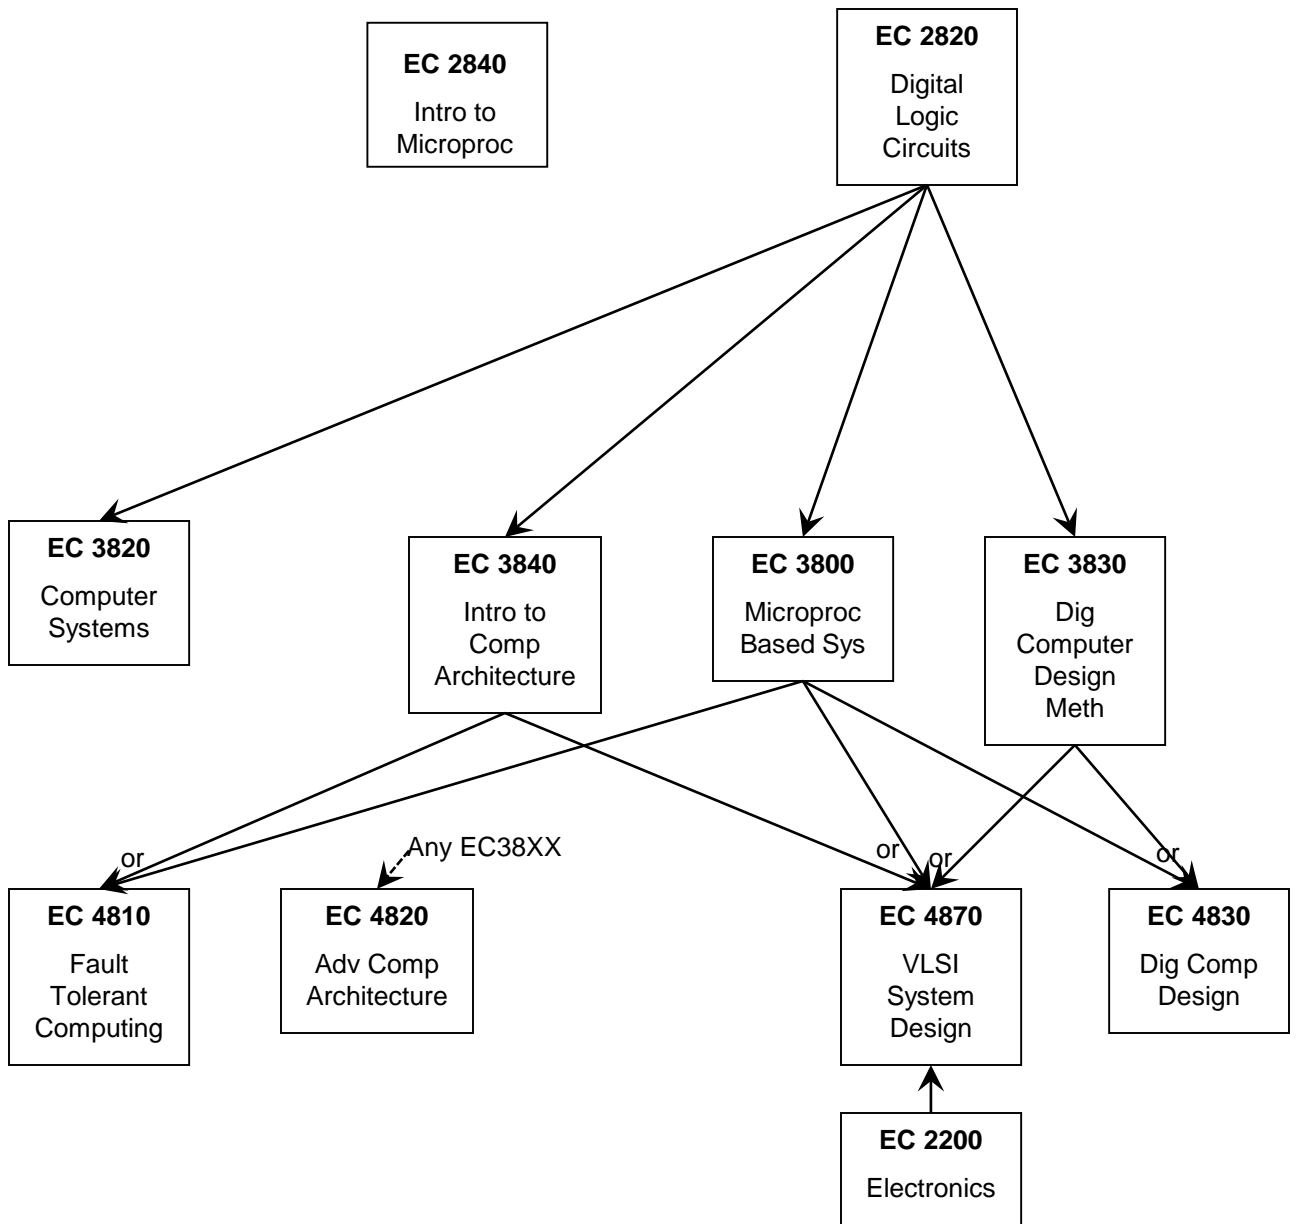 EC 2840
Intro to
Microproc
EC 2820
Digital
Logic
Circuits
EC 3820
Computer
Systems
EC 3840
Intro to
Comp
Architecture
EC 3800
Microproc
Based Sys
EC 3830
Dig
Computer
Design
Meth
or
Any EC38XX
or
or
or
EC 4810
Fault
Tolerant
Computing
EC 4820
Adv Comp
Architecture
EC 4870
VLSI
System
Design
EC 4830
Dig Comp
Design
EC 2200
Electronics